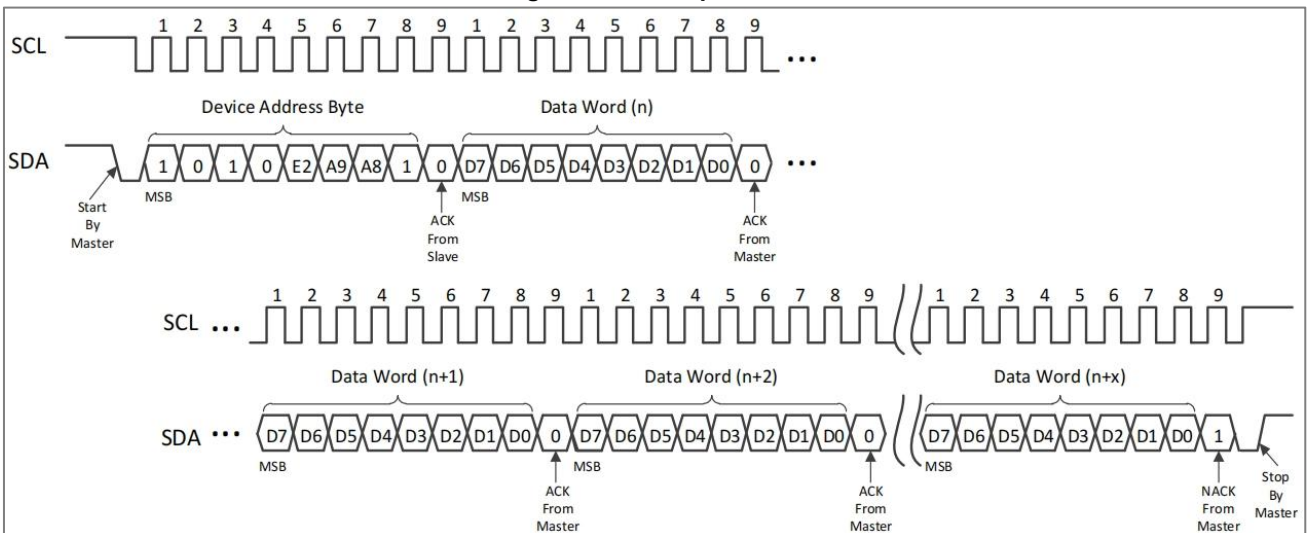 1 2 3 4 5 6 7 8 9 1 2 3 4 5 6 7 8 9
SCL ...
Device Address Byte Data Word (n)
SDA 1 0 1 0 E2 A9 A8 1 0 D7 D6 D5 D4 D3 D2 D1 D0 0 ...
MSB MSB
Start By Master
ACK From Slave
ACK From Master
1 2 3 4 5 6 7 8 9 1 2 3 4 5 6 7 8 9 1 2 3 4 5 6 7 8 9
SCL ...
Data Word (n+1) Data Word (n+2) Data Word (n+x)
SDA ... D7 D6 D5 D4 D3 D2 D1 D0 0 D7 D6 D5 D4 D3 D2 D1 D0 0 D7 D6 D5 D4 D3 D2 D1 D0 1
MSB MSB MSB
ACK From Master
ACK From Master
NACK From Master
Stop By Master